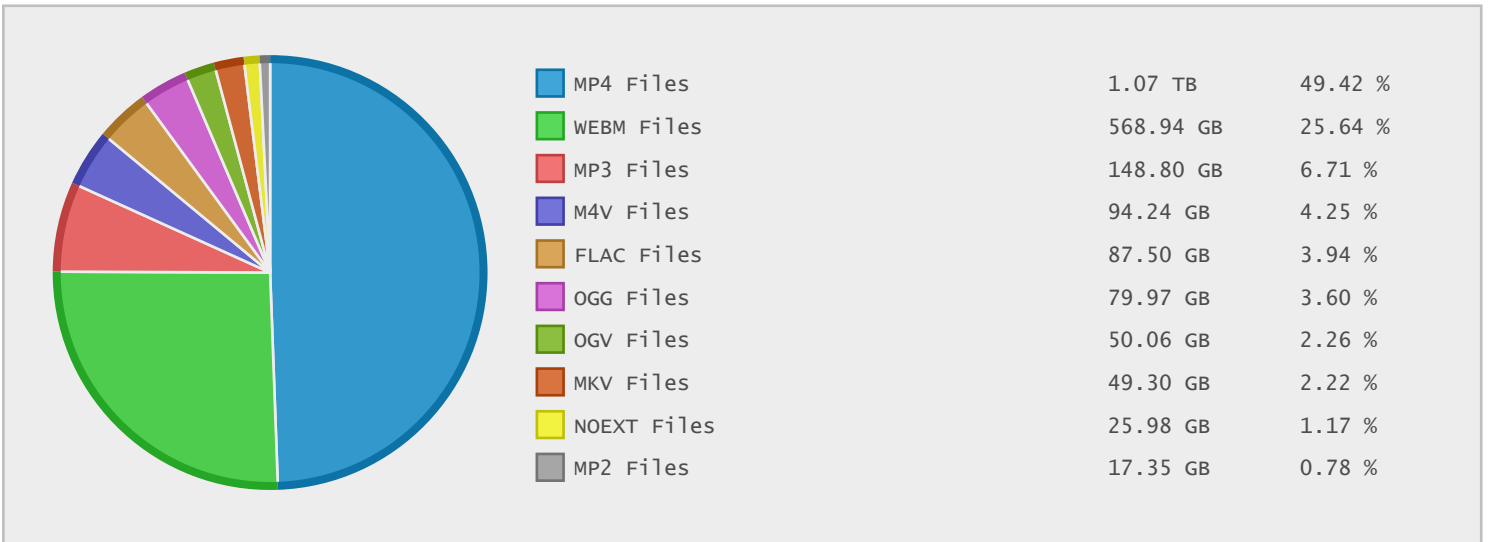 MP4 Files 1.07 TB 49.42 %
WEBM Files 568.94 GB 25.64 %
MP3 Files 148.80 GB 6.71 %
M4V Files 94.24 GB 4.25 %
FLAC Files 87.50 GB 3.94 %
OGG Files 79.97 GB 3.60 %
OGV Files 50.06 GB 2.26 %
MKV Files 49.30 GB 2.22 %
NOEXT Files 25.98 GB 1.17 %
MP2 Files 17.35 GB 0.78 %